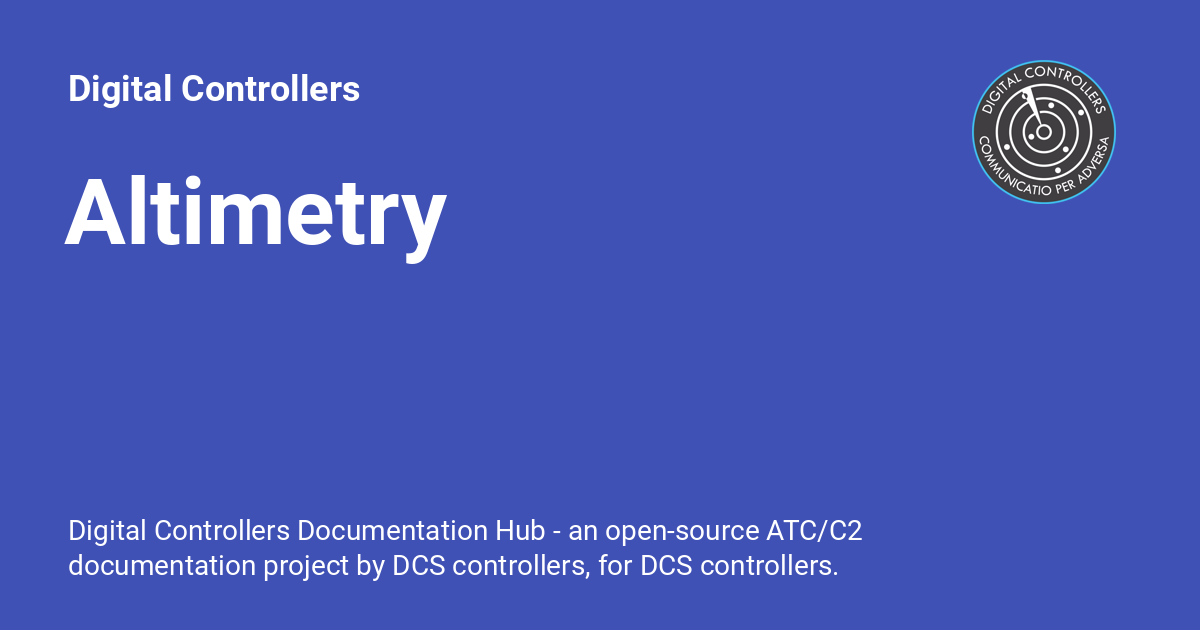 Digital Controllers
DIGITAL CONTROLLERS
COMMUNICATIO PER ADVERSA
Altimetry
Digital Controllers Documentation Hub - an open-source ATC/C2
documentation project by DCS controllers, for DCS controllers.